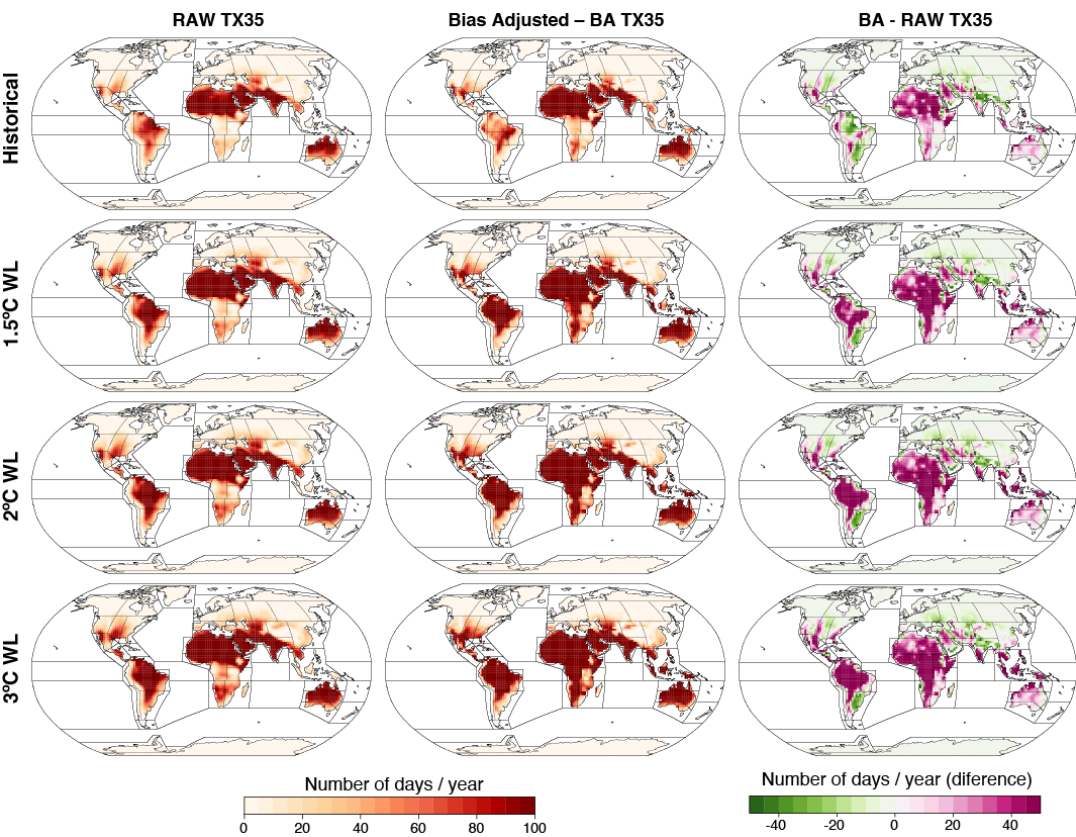 RAW TX35
Bias Adjusted – BA TX35
BA - RAW TX35
Historical
1.5ºC WL
2ºC WL
3ºC WL
Number of days / year
0 20 40 60 80 100
Number of days / year (diference)
-40 -20 0 20 40